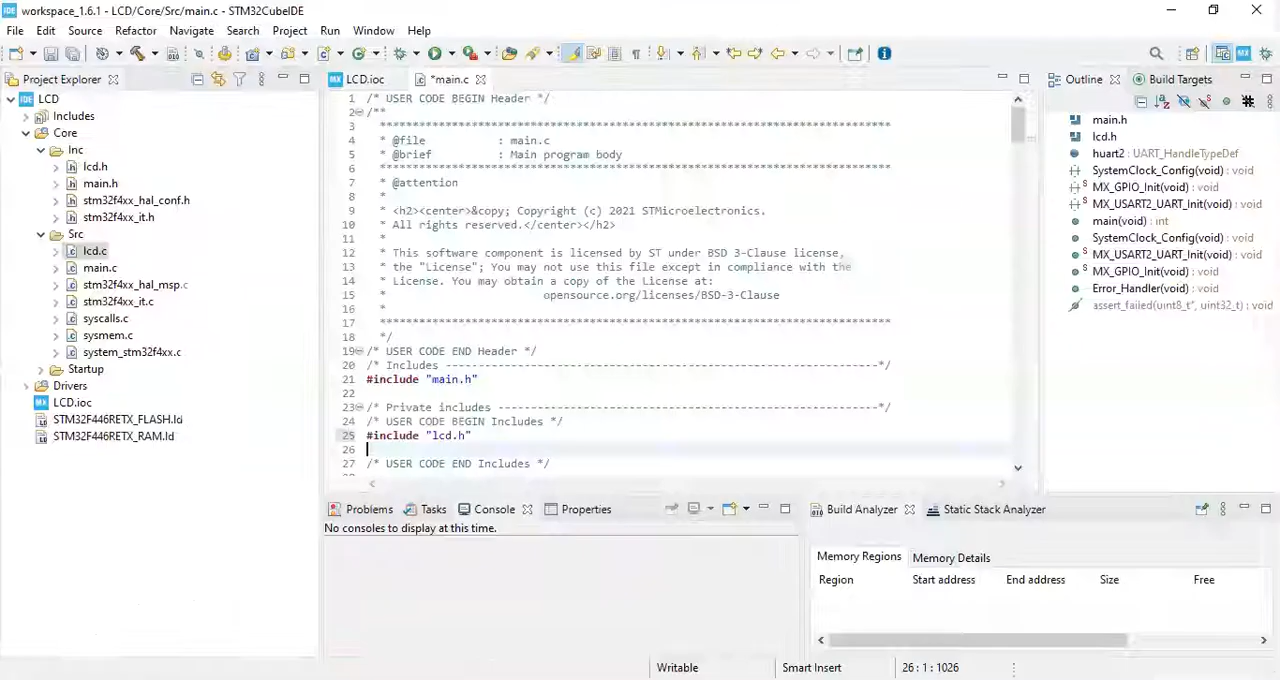 workspace_1.6.1 - LCD/Core/Src/main.c - STM32CubeIDE
File Edit Source Refactor Navigate Search Project Run Window Help
Project Explorer
LCD
Includes
Core
Inc
lcd.h
main.h
stm32f4xx_hal_conf.h
stm32f4xx_it.h
Src
lcd.c
main.c
stm32f4xx_hal_msp.c
stm32f4xx_it.c
syscalls.c
sysmem.c
system_stm32f4xx.c
Startup
Drivers
LCD.ioc
STM32F446RETX_FLASH.ld
STM32F446RETX_RAM.ld
LCD.ioc *main.c
1 /* USER CODE BEGIN Header */
2 /**
3 ******************************************************************************
4 * @file : main.c
5 * @brief : Main program body
6 ******************************************************************************
7 * @attention
8 *
9 * <h2><center>&copy; Copyright (c) 2021 STMicroelectronics.
10 * All rights reserved.</center></h2>
11 *
12 * This software component is licensed by ST under BSD 3-Clause license,
13 * the "License"; You may not use this file except in compliance with the
14 * License. You may obtain a copy of the License at:
15 * opensource.org/licenses/BSD-3-Clause
16 *
17 ******************************************************************************
18 */
19 /* USER CODE END Header */
20 /* Includes ------------------------------------------------------------------*/
21 #include "main.h"
22
23 /* Private includes ----------------------------------------------------------*/
24 /* USER CODE BEGIN Includes */
25 #include "lcd.h"
26
27 /* USER CODE END Includes */
Outline Build Targets
main.h
lcd.h
huart2 : UART_HandleTypeDef
SystemClock_Config(void) : void
MX_GPIO_Init(void) : void
MX_USART2_UART_Init(void) : void
main(void) : int
SystemClock_Config(void) : void
MX_USART2_UART_Init(void) : void
MX_GPIO_Init(void) : void
Error_Handler(void) : void
assert_failed(uint8_t*, uint32_t) : void
Problems Tasks Console Properties
No consoles to display at this time.
Build Analyzer Static Stack Analyzer
Memory Regions Memory Details
Region Start address End address Size Free
Writable Smart Insert 26 : 1 : 1026